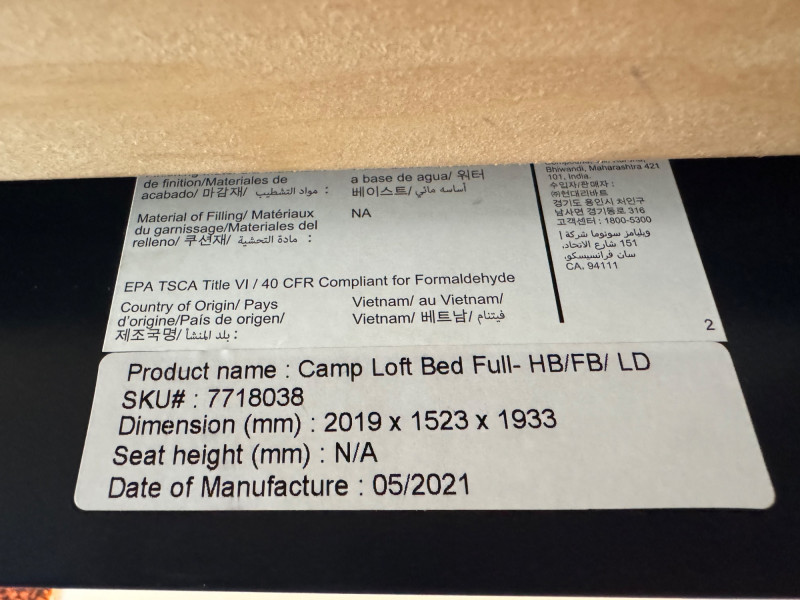 de finition/Materiales de
acabado/ 마감재/ مواد التشطيب :
a base de agua/ 워터
베이스트/ أساسه مائي
Material of Filling/ Matériaux
du garnissage/Materiales del
relleno/ 쿠션재/ مادة التحشية :
NA
EPA TSCA Title VI / 40 CFR Compliant for Formaldehyde
Country of Origin/ Pays
d'origine/País de origen/
제조국명/ بلد المنشأ :
Vietnam/ au Vietnam/
Vietnam/ 베트남/ فيتنام
Bhiwandi, Maharashtra 421
101, India.
수입자/판매자 :
㈜현대리바트
경기도 용인시 처인구
남사면 경기동로 316
고객센터 : 1800-5300
ويليامز سونوما شركة |
151 شارع الاتحاد،
سان فرانسيسكو،
CA. 94111
2
Product name : Camp Loft Bed Full- HB/FB/ LD
SKU# : 7718038
Dimension (mm) : 2019 x 1523 x 1933
Seat height (mm) : N/A
Date of Manufacture : 05/2021